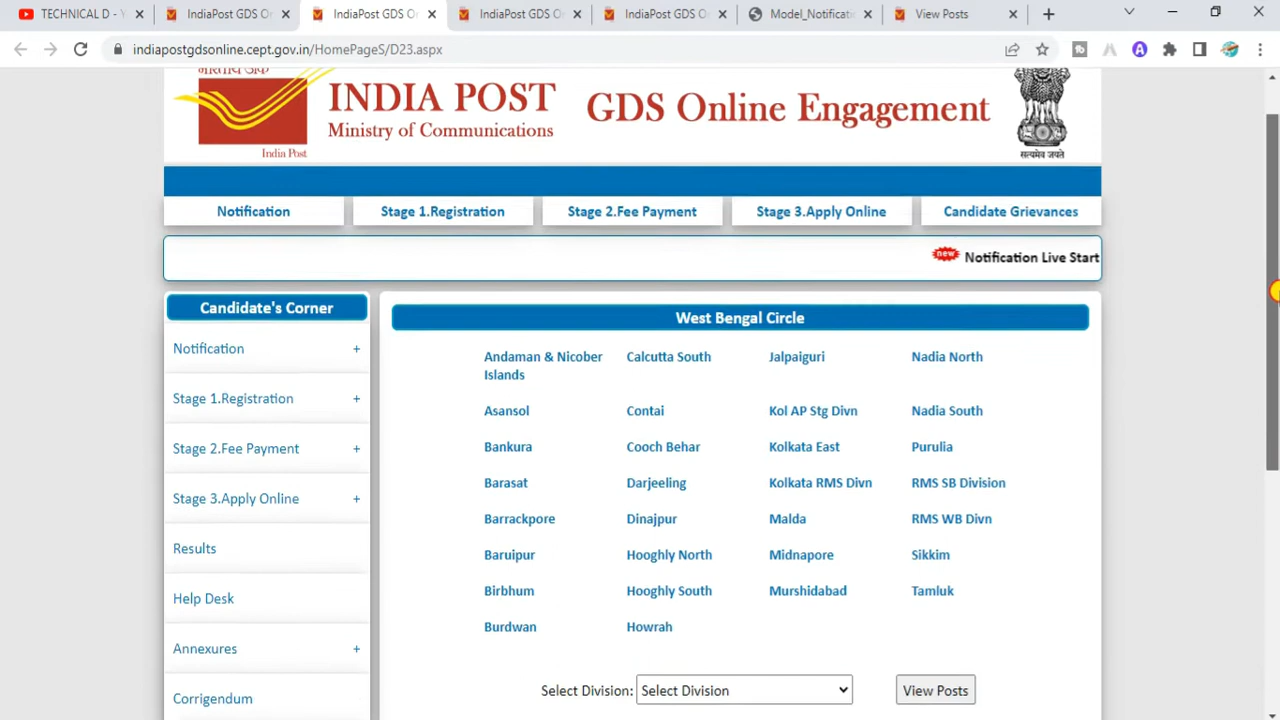 TECHNICAL D - Y
IndiaPost GDS On
IndiaPost GDS On
IndiaPost GDS On
IndiaPost GDS On
Model_Notificati
View Posts
indiapostgdsonline.cept.gov.in/HomePageS/D23.aspx
भारतीय डाक
India Post
INDIA POST
Ministry of Communications
GDS Online Engagement
सत्यमेव जयते
Notification
Stage 1.Registration
Stage 2.Fee Payment
Stage 3.Apply Online
Candidate Grievances
new Notification Live Start
Candidate's Corner
Notification +
Stage 1.Registration +
Stage 2.Fee Payment +
Stage 3.Apply Online +
Results
Help Desk
Annexures +
Corrigendum
West Bengal Circle
Andaman & Nicober
Islands
Calcutta South
Jalpaiguri
Nadia North
Asansol
Contai
Kol AP Stg Divn
Nadia South
Bankura
Cooch Behar
Kolkata East
Purulia
Barasat
Darjeeling
Kolkata RMS Divn
RMS SB Division
Barrackpore
Dinajpur
Malda
RMS WB Divn
Baruipur
Hooghly North
Midnapore
Sikkim
Birbhum
Hooghly South
Murshidabad
Tamluk
Burdwan
Howrah
Select Division: Select Division
View Posts